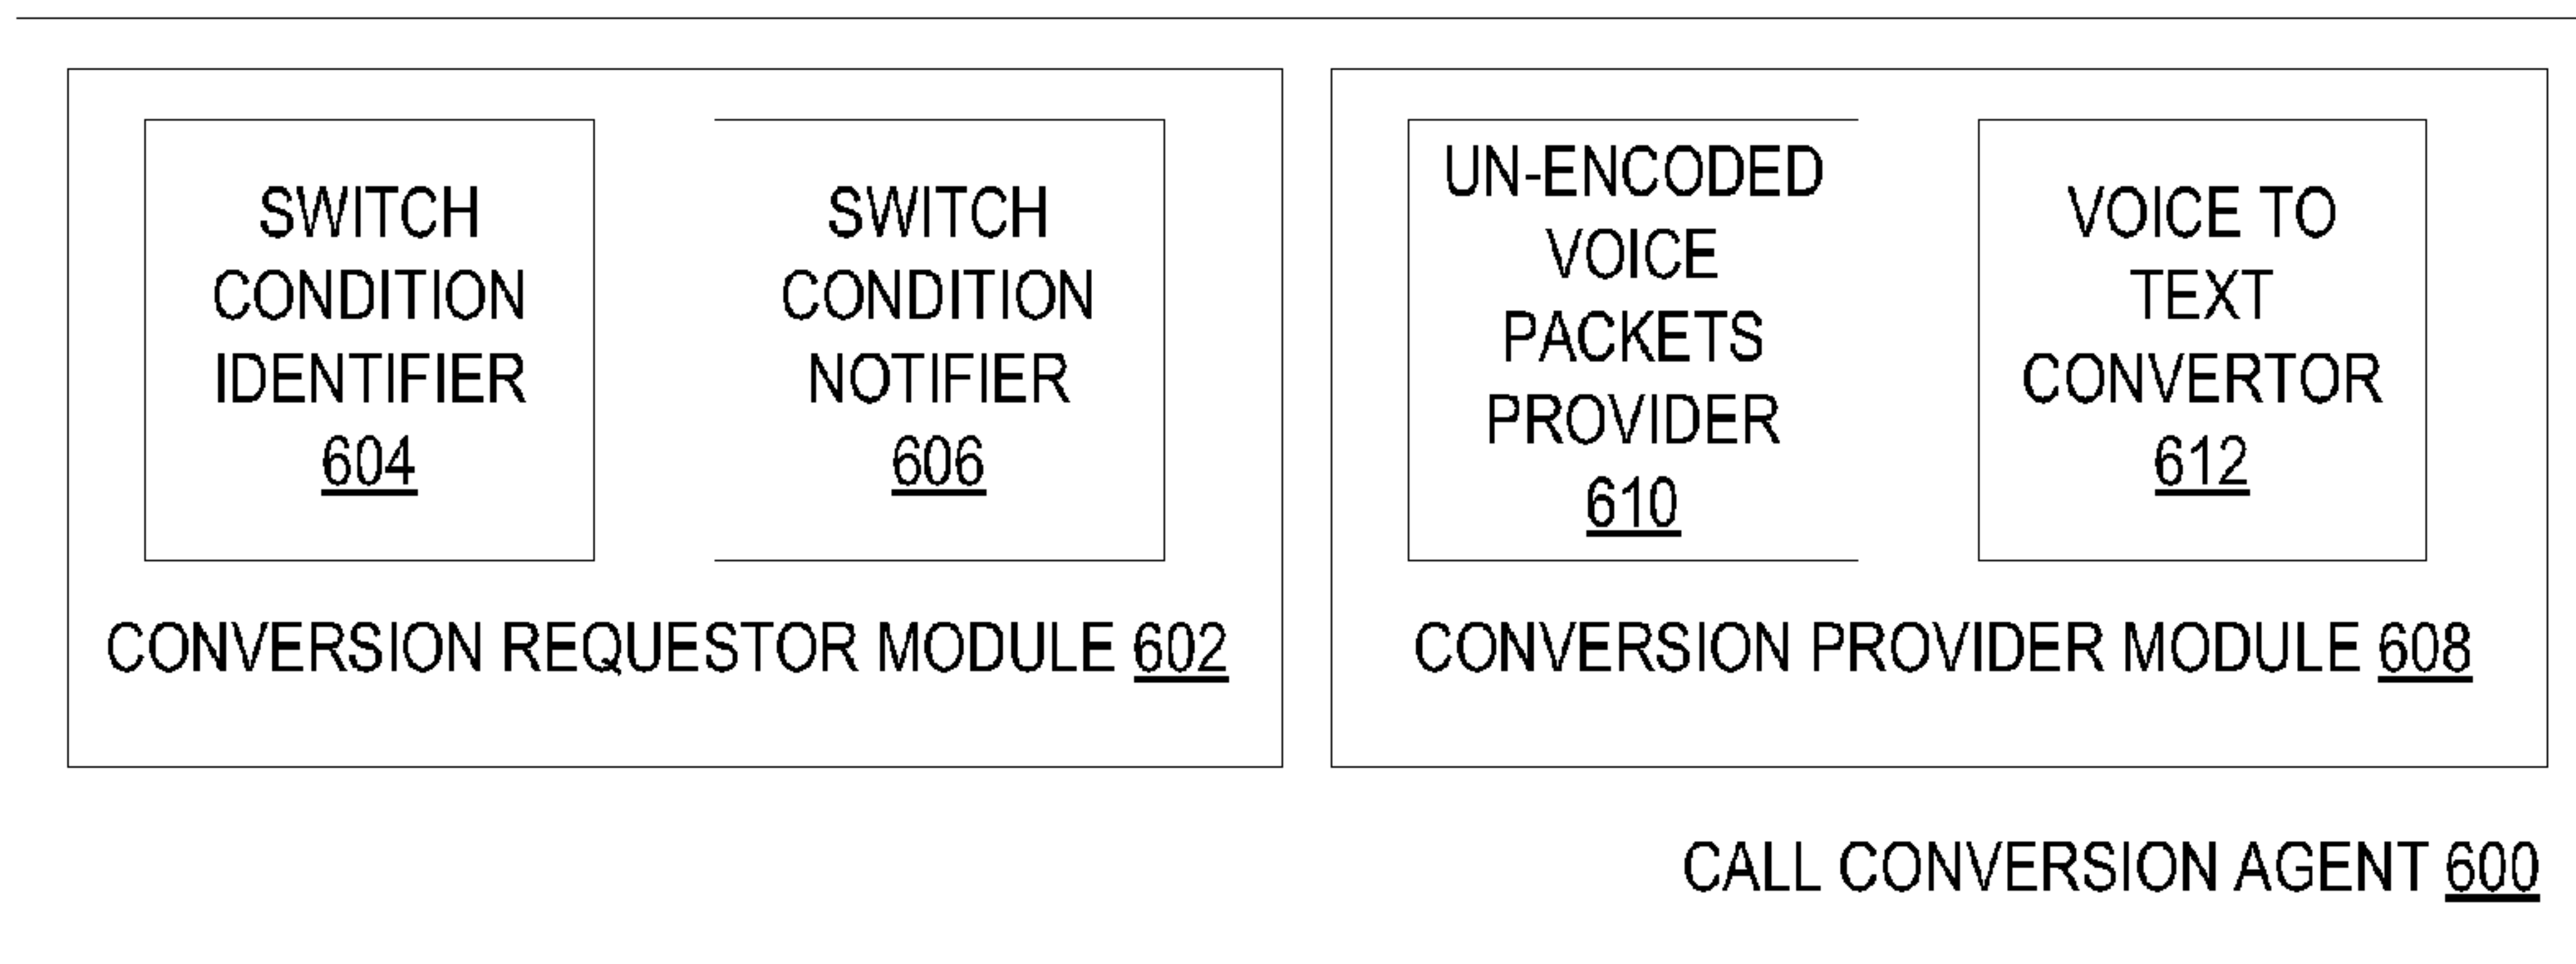 SWITCH
CONDITION
IDENTIFIER
604
SWITCH
CONDITION
NOTIFIER
606
CONVERSION REQUESTOR MODULE 602
UN-ENCODED
VOICE
PACKETS
PROVIDER
610
VOICE TO
TEXT
CONVERTOR
612
CONVERSION PROVIDER MODULE 608
CALL CONVERSION AGENT 600